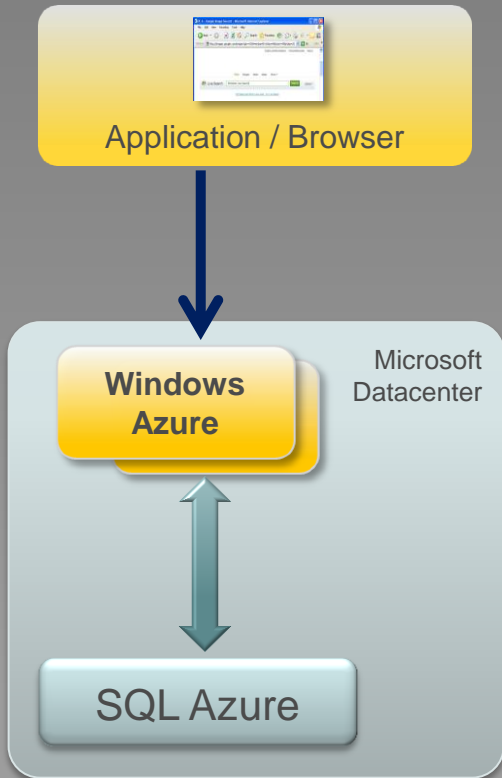 Application / Browser
Windows
Azure
Microsoft
Datacenter
SQL Azure